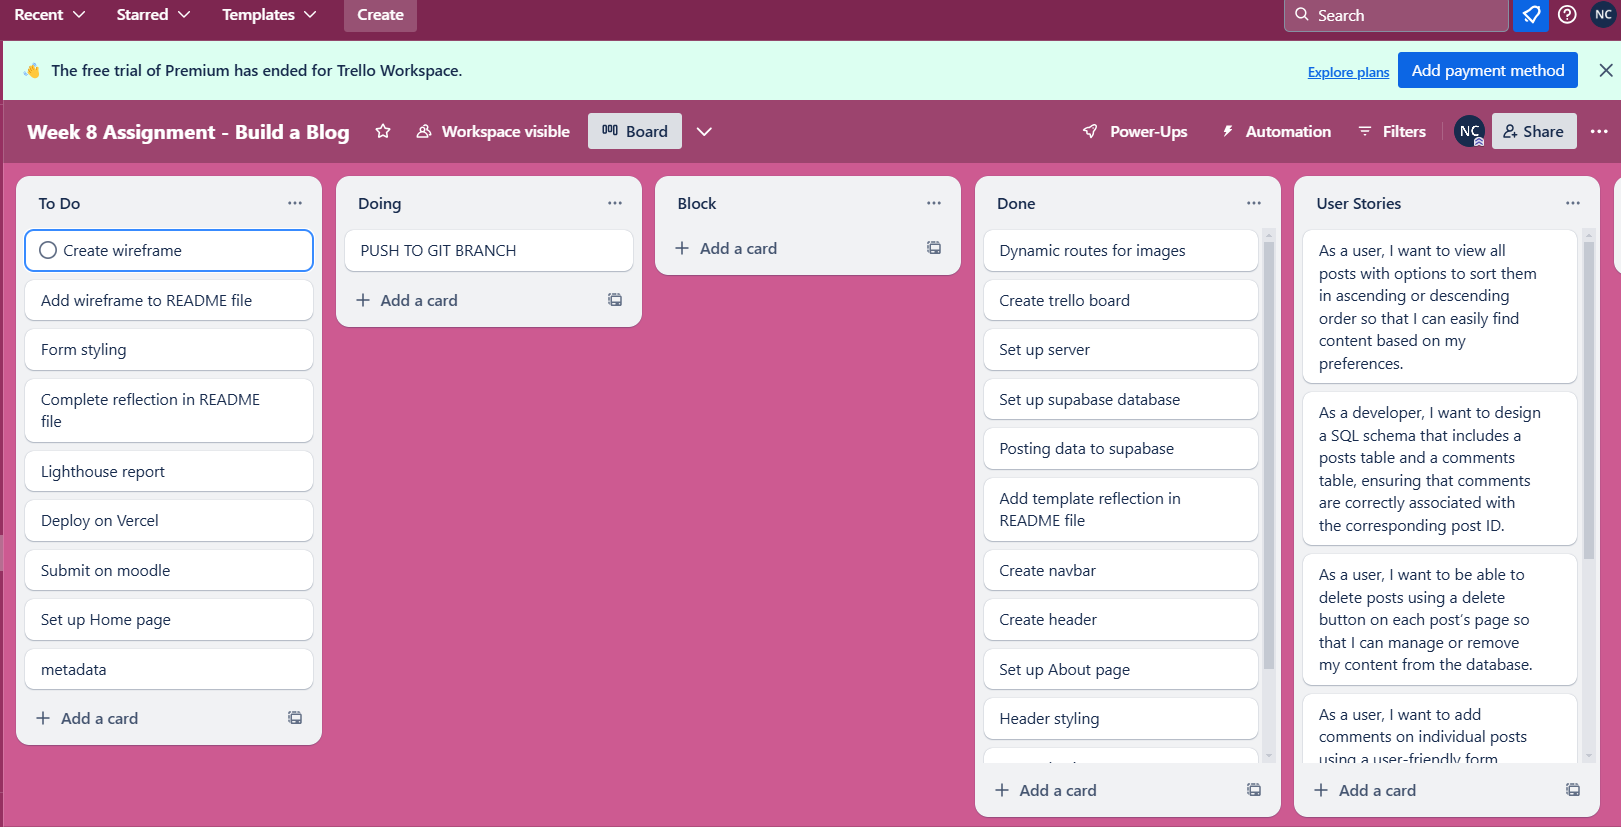 Recent
Starred
Templates
Create
Search
NC
The free trial of Premium has ended for Trello Workspace.
Explore plans
Add payment method
Week 8 Assignment - Build a Blog
Workspace visible
Board
Power-Ups
Automation
Filters
NC
Share
To Do
Create wireframe
Add wireframe to README file
Form styling
Complete reflection in README
file
Lighthouse report
Deploy on Vercel
Submit on moodle
Set up Home page
metadata
Add a card
Doing
PUSH TO GIT BRANCH
Add a card
Block
Add a card
Done
Dynamic routes for images
Create trello board
Set up server
Set up supabase database
Posting data to supabase
Add template reflection in
README file
Create navbar
Create header
Set up About page
Header styling
Add a card
User Stories
As a user, I want to view all
posts with options to sort them
in ascending or descending
order so that I can easily find
content based on my
preferences.
As a developer, I want to design
a SQL schema that includes a
posts table and a comments
table, ensuring that comments
are correctly associated with
the corresponding post ID.
As a user, I want to be able to
delete posts using a delete
button on each post's page so
that I can manage or remove
my content from the database.
As a user, I want to add
comments on individual posts
using a user-friendly form
Add a card